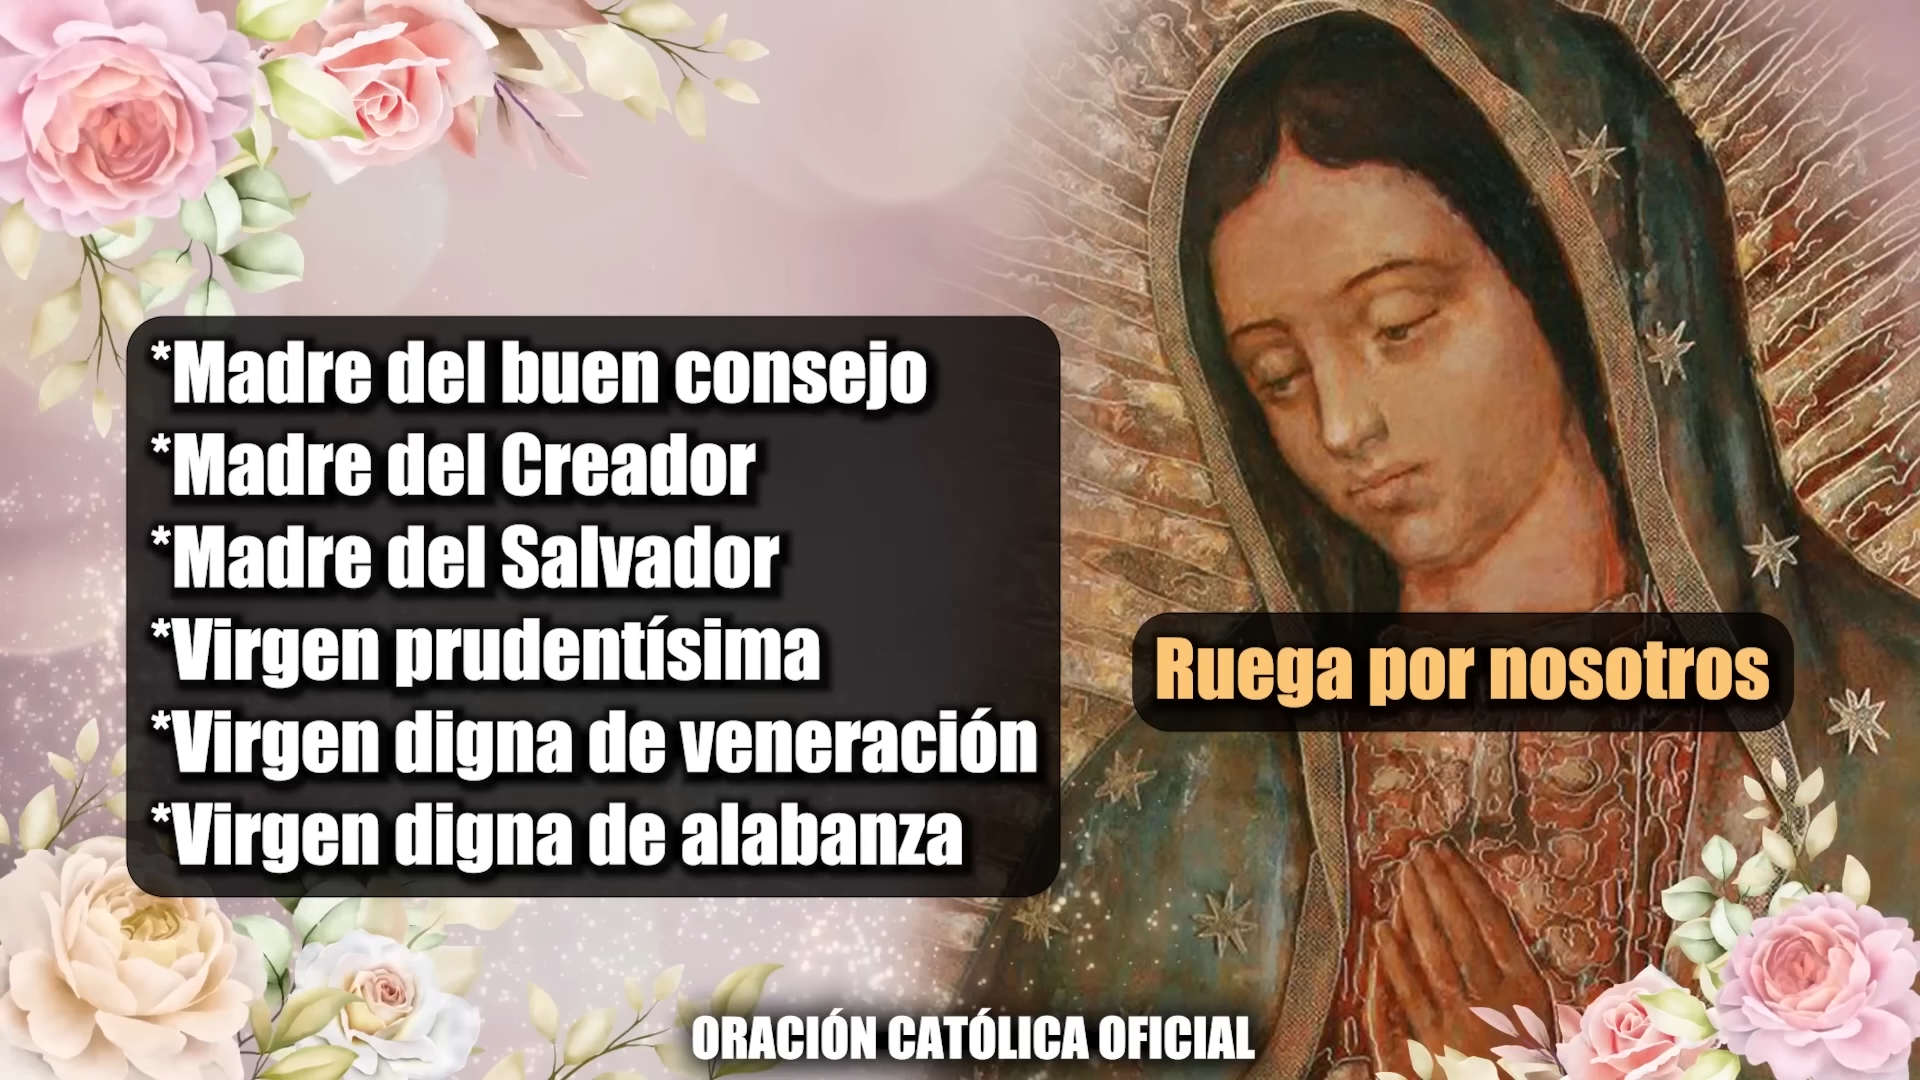 *Madre del buen consejo
*Madre del Creador
*Madre del Salvador
*Virgen prudentísima
*Virgen digna de veneración
*Virgen digna de alabanza
Ruega por nosotros
ORACIÓN CATÓLICA OFICIAL